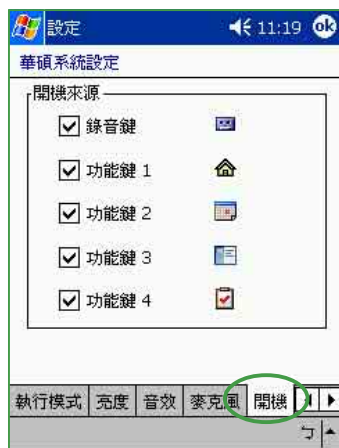 設定 11:19 ok
華碩系統設定
開機來源
錄音鍵
功能鍵 1
功能鍵 2
功能鍵 3
功能鍵 4
執行模式 亮度 音效 麥克風 開機
ㄅ